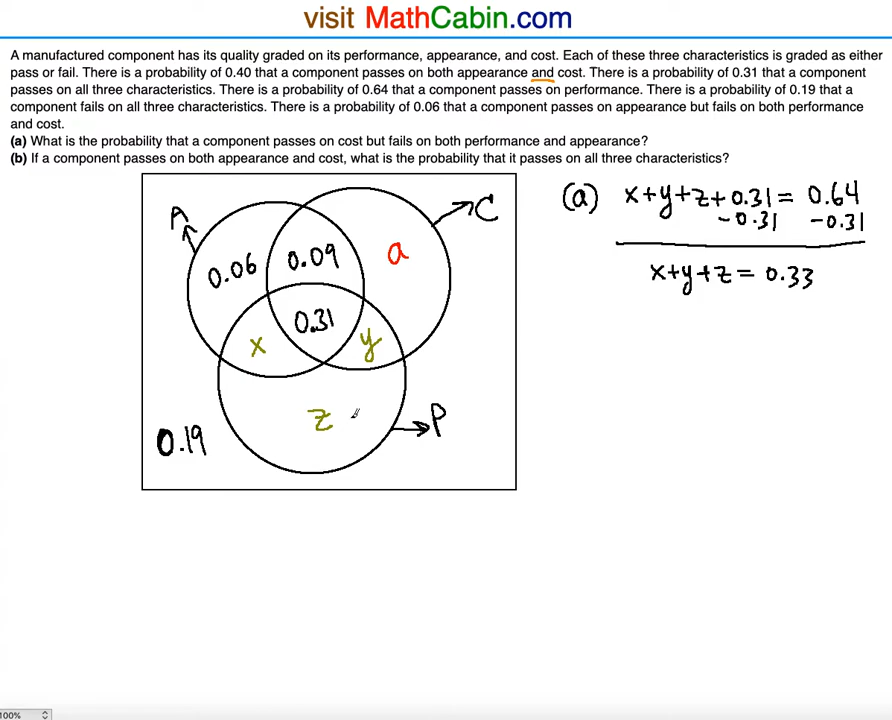 visit MathCabin.com
A manufactured component has its quality graded on its performance, appearance, and cost. Each of these three characteristics is graded as either
pass or fail. There is a probability of 0.40 that a component passes on both appearance and cost. There is a probability of 0.31 that a component
passes on all three characteristics. There is a probability of 0.64 that a component passes on performance. There is a probability of 0.19 that a
component fails on all three characteristics. There is a probability of 0.06 that a component passes on appearance but fails on both performance
and cost.
(a) What is the probability that a component passes on cost but fails on both performance and appearance?
(b) If a component passes on both appearance and cost, what is the probability that it passes on all three characteristics?
(a) x+y+z+0.31 = 0.64
-0.31 -0.31
x+y+z = 0.33
A
C
0.06
0.09
a
0.31
x
y
z
P
0.19
100%